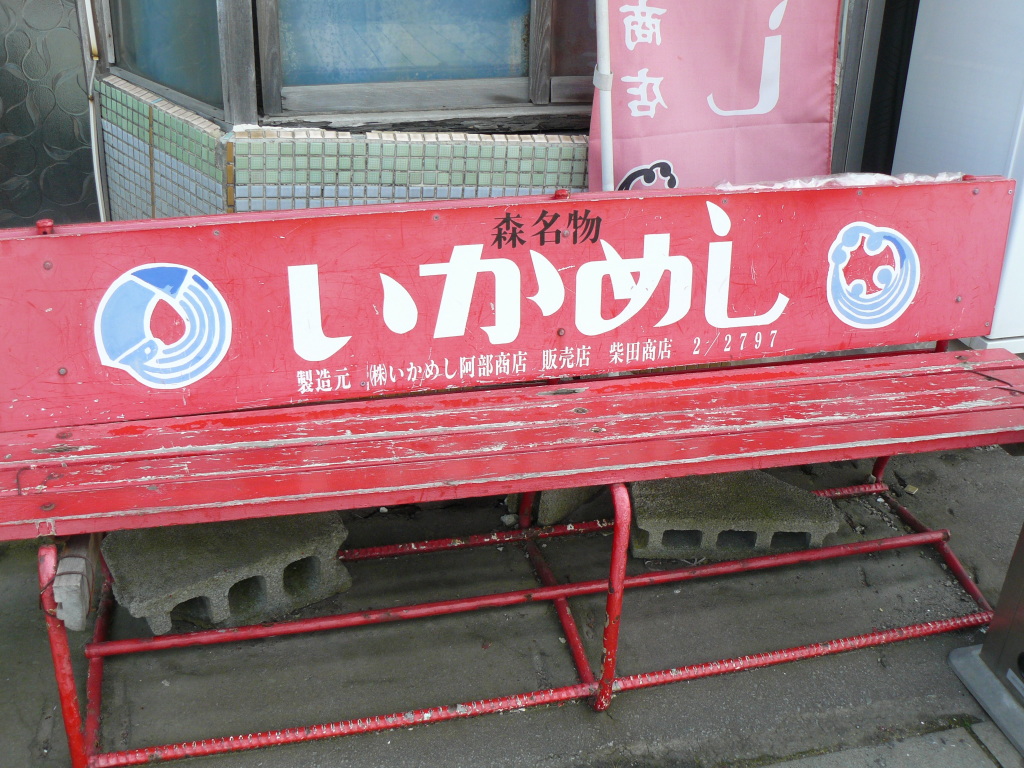 商店
し
森名物
いかめし
製造元 ㈱いかめし阿部商店 販売店 柴田商店 2/2797